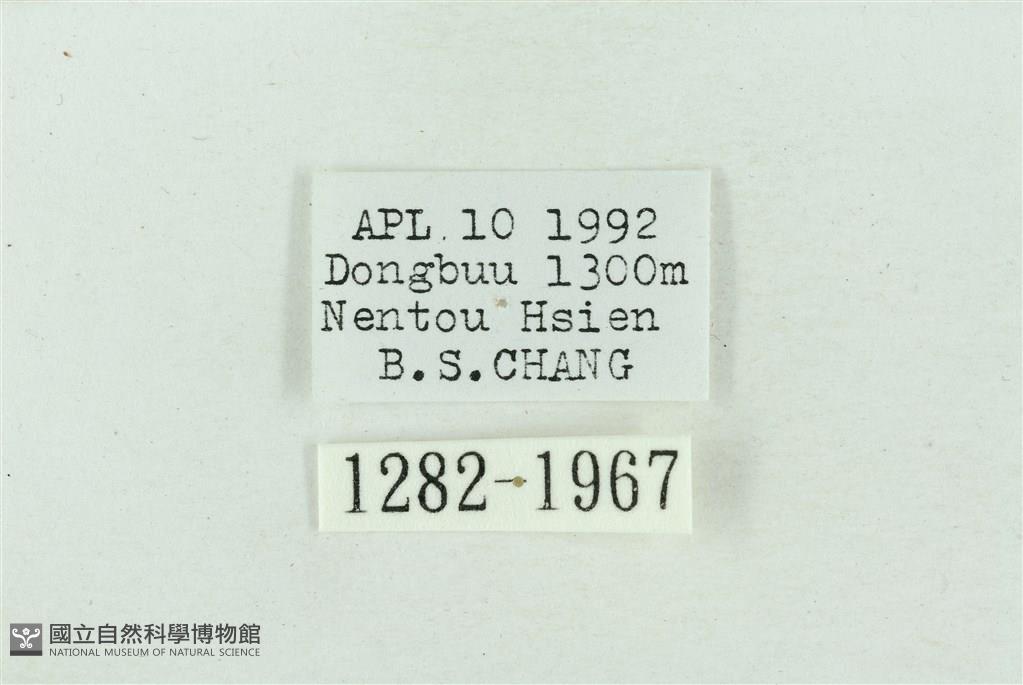 APL.10 1992
Dongbuu 1300m
Nentou Hsien
B.S.CHANG
1282-1967
國立自然科學博物館
NATIONAL MUSEUM OF NATURAL SCIENCE